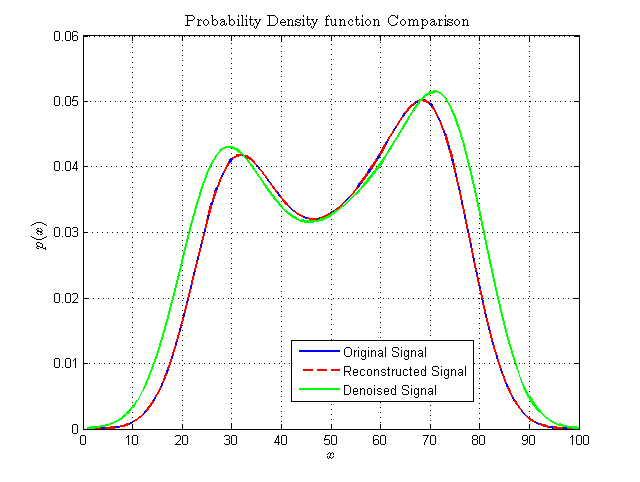 Probability Density function Comparison
0.06
0.05
0.04
0.03
0.02
0.01
0
p(x)
Original Signal
Reconstructed Signal
Denoised Signal
0 10 20 30 40 50 60 70 80 90 100
x